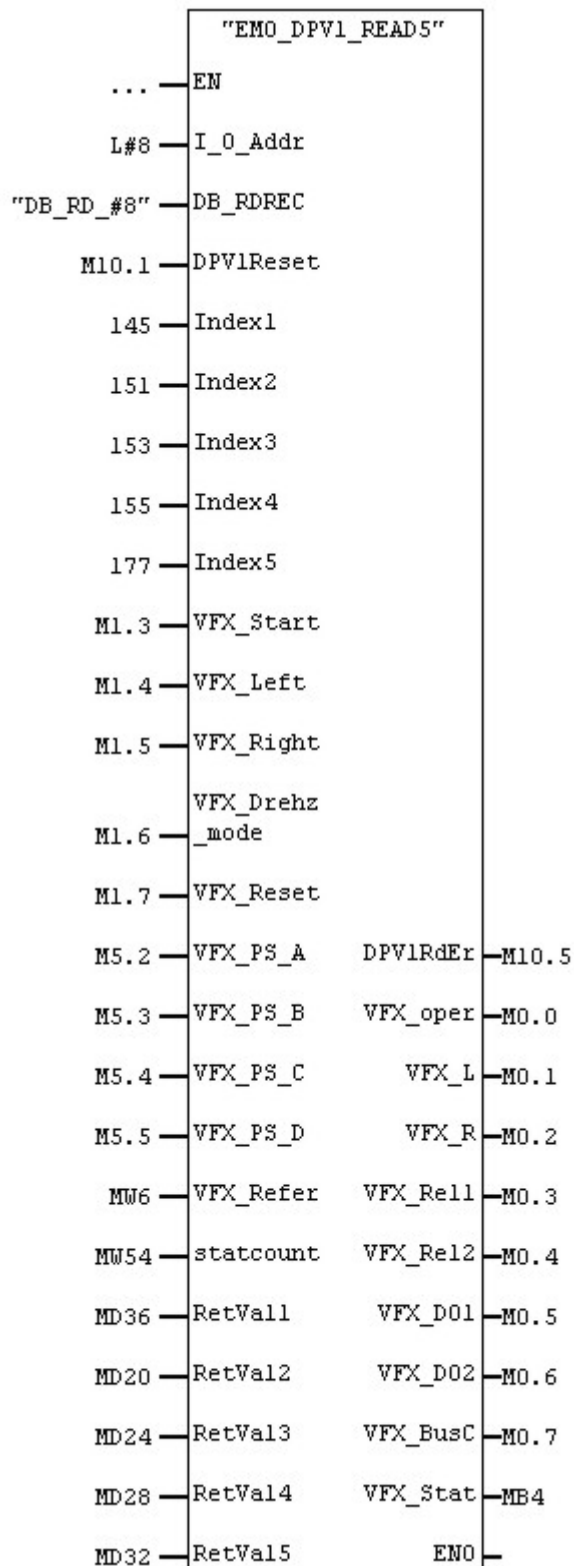 "EMO_DPV1_READ5"
... EN
L#8 I_O_Addr
"DB_RD_#8" DB_RDREC
M10.1 DPV1Reset
145 Index1
151 Index2
153 Index3
155 Index4
177 Index5
M1.3 VFX_Start
M1.4 VFX_Left
M1.5 VFX_Right
VFX_Drehz
M1.6 _mode
M1.7 VFX_Reset
M5.2 VFX_PS_A DPV1RdEr M10.5
M5.3 VFX_PS_B VFX_oper M0.0
M5.4 VFX_PS_C VFX_L M0.1
M5.5 VFX_PS_D VFX_R M0.2
MW6 VFX_Refer VFX_Rel1 M0.3
MW54 statcount VFX_Rel2 M0.4
MD36 RetVal1 VFX_DO1 M0.5
MD20 RetVal2 VFX_DO2 M0.6
MD24 RetVal3 VFX_BusC M0.7
MD28 RetVal4 VFX_Stat MB4
MD32 RetVal5 ENO